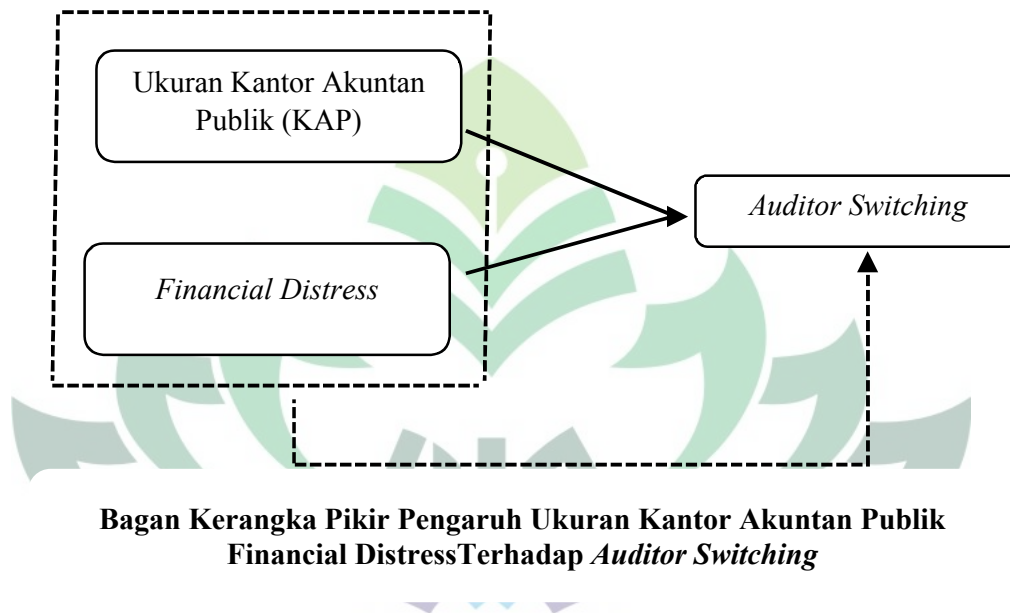 Ukuran Kantor Akuntan
Publik (KAP)
Auditor Switching
Financial Distress
Bagan Kerangka Pikir Pengaruh Ukuran Kantor Akuntan Publik
Financial DistressTerhadap Auditor Switching